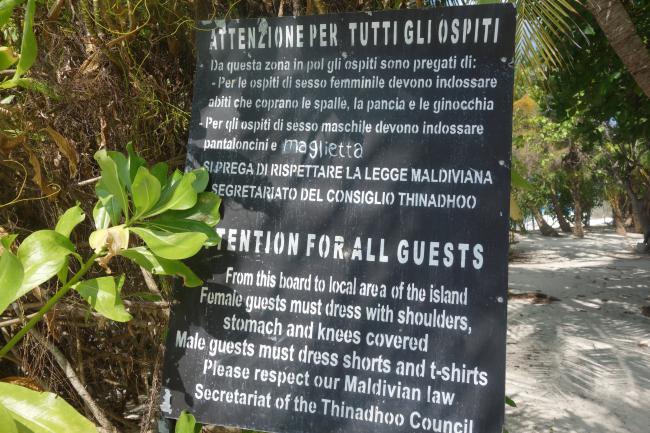 ATTENZIONE PER TUTTI GLI OSPITI
Da questa zona in poi gli ospiti sono pregati di:
- Per le ospiti di sesso femminile devono indossare
abiti che coprano le spalle, la pancia e le ginocchia
- Per gli ospiti di sesso maschile devono indossare
pantaloncini e maglietta
SI PREGA DI RISPETTARE LA LEGGE MALDIVIANA
SEGRETARIATO DEL CONSIGLIO THINADHOO
TENTION FOR ALL GUESTS
From this board to local area of the island
Female guests must dress with shoulders,
stomach and knees covered
Male guests must dress shorts and t-shirts
Please respect our Maldivian law
Secretariat of the Thinadhoo Council